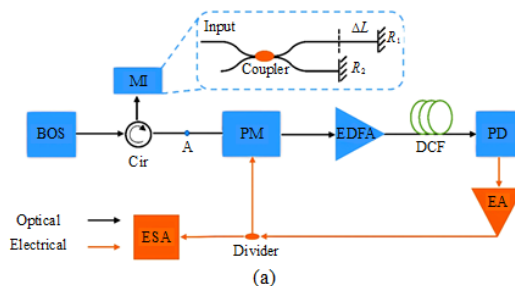 Input
ΔL
R1
MI
Coupler
R2
BOS
PM
EDFA
PD
Cir
A
DCF
EA
Optical
Electrical
ESA
Divider
(a)